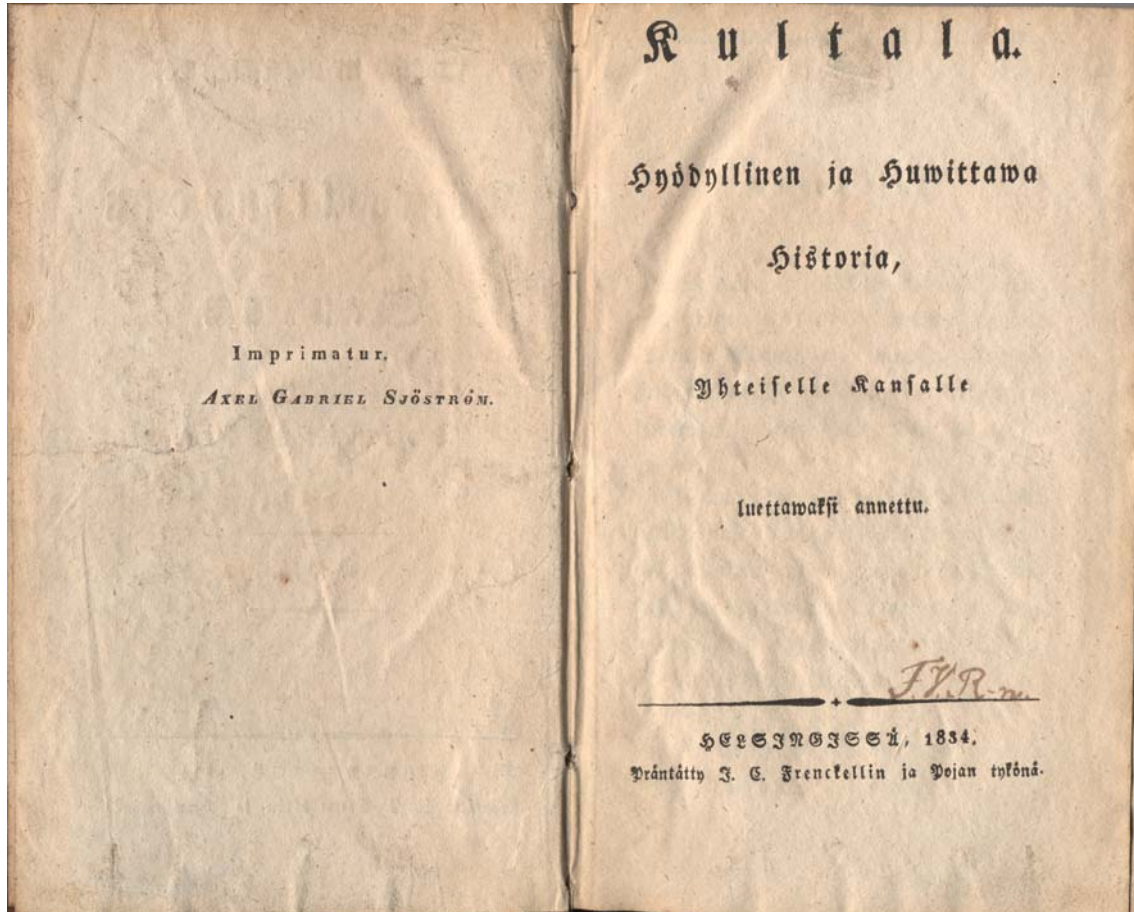 Imprimatur.
AXEL GABRIEL SJÖSTRÖM.
Kultala.
Hyödyllinen ja Huwittawa
Historia,
Yhteiselle Kansalle
luettawaksi annettu.
F.V.R-n.
HELSINGISSÄ, 1834.
Präntätty J. C. Frenckellin ja Pojan tykönä.